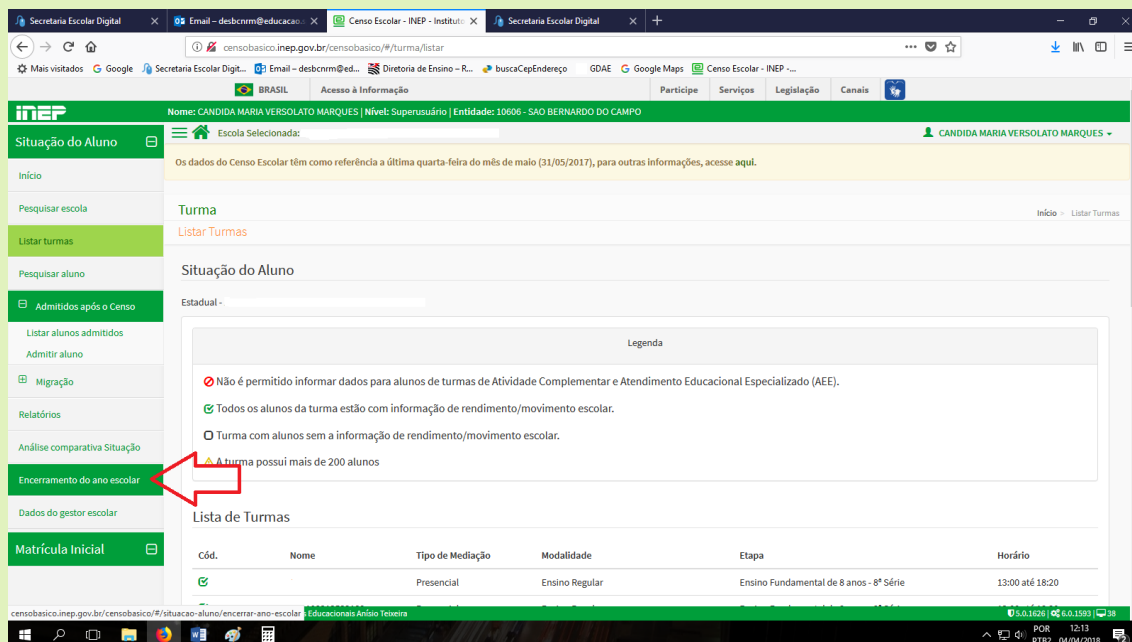 Secretaria Escolar Digital
Email – desbcnrm@educacao.s
Censo Escolar - INEP - Instituto
Secretaria Escolar Digital
censobasico.inep.gov.br/censobasico/#/turma/listar
Mais visitados Google Secretaria Escolar Digit... Email – desbcnrm@ed... Diretoria de Ensino – R... buscaCepEndereço GDAE Google Maps Censo Escolar - INEP -...
BRASIL Acesso à Informação Participe Serviços Legislação Canais
inep Nome: CANDIDA MARIA VERSOLATO MARQUES | Nível: Superusuário | Entidade: 10606 - SAO BERNARDO DO CAMPO
Escola Selecionada: CANDIDA MARIA VERSOLATO MARQUES
Situação do Aluno
Os dados do Censo Escolar têm como referência a última quarta-feira do mês de maio (31/05/2017), para outras informações, acesse aqui.
Início
Pesquisar escola
Listar turmas
Pesquisar aluno
Admitidos após o Censo
Listar alunos admitidos
Admitir aluno
Migração
Relatórios
Análise comparativa Situação
Encerramento do ano escolar
Dados do gestor escolar
Matrícula Inicial
Turma
Início > Listar Turmas
Listar Turmas
Situação do Aluno
Estadual -
Legenda
Não é permitido informar dados para alunos de turmas de Atividade Complementar e Atendimento Educacional Especializado (AEE).
Todos os alunos da turma estão com informação de rendimento/movimento escolar.
Turma com alunos sem a informação de rendimento/movimento escolar.
A turma possui mais de 200 alunos
Lista de Turmas
Cód. Nome Tipo de Mediação Modalidade Etapa Horário
Presencial Ensino Regular Ensino Fundamental de 8 anos - 8ª Série 13:00 até 18:20
censobasico.inep.gov.br/censobasico/#/situacao-aluno/encerrar-ano-escolar
s Educacionais Anísio Teixeira
5.0.1626 | 6.0.1593 | 38
POR 12:13
PTB2 04/04/2018